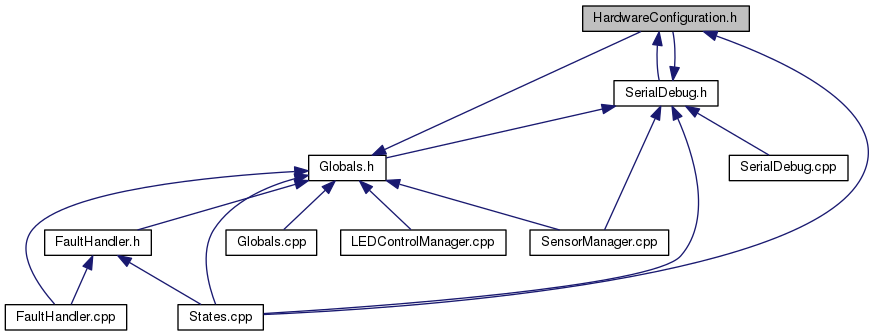 HardwareConfiguration.h
SerialDebug.h
Globals.h
SerialDebug.cpp
FaultHandler.h
Globals.cpp
LEDControlManager.cpp
SensorManager.cpp
FaultHandler.cpp
States.cpp